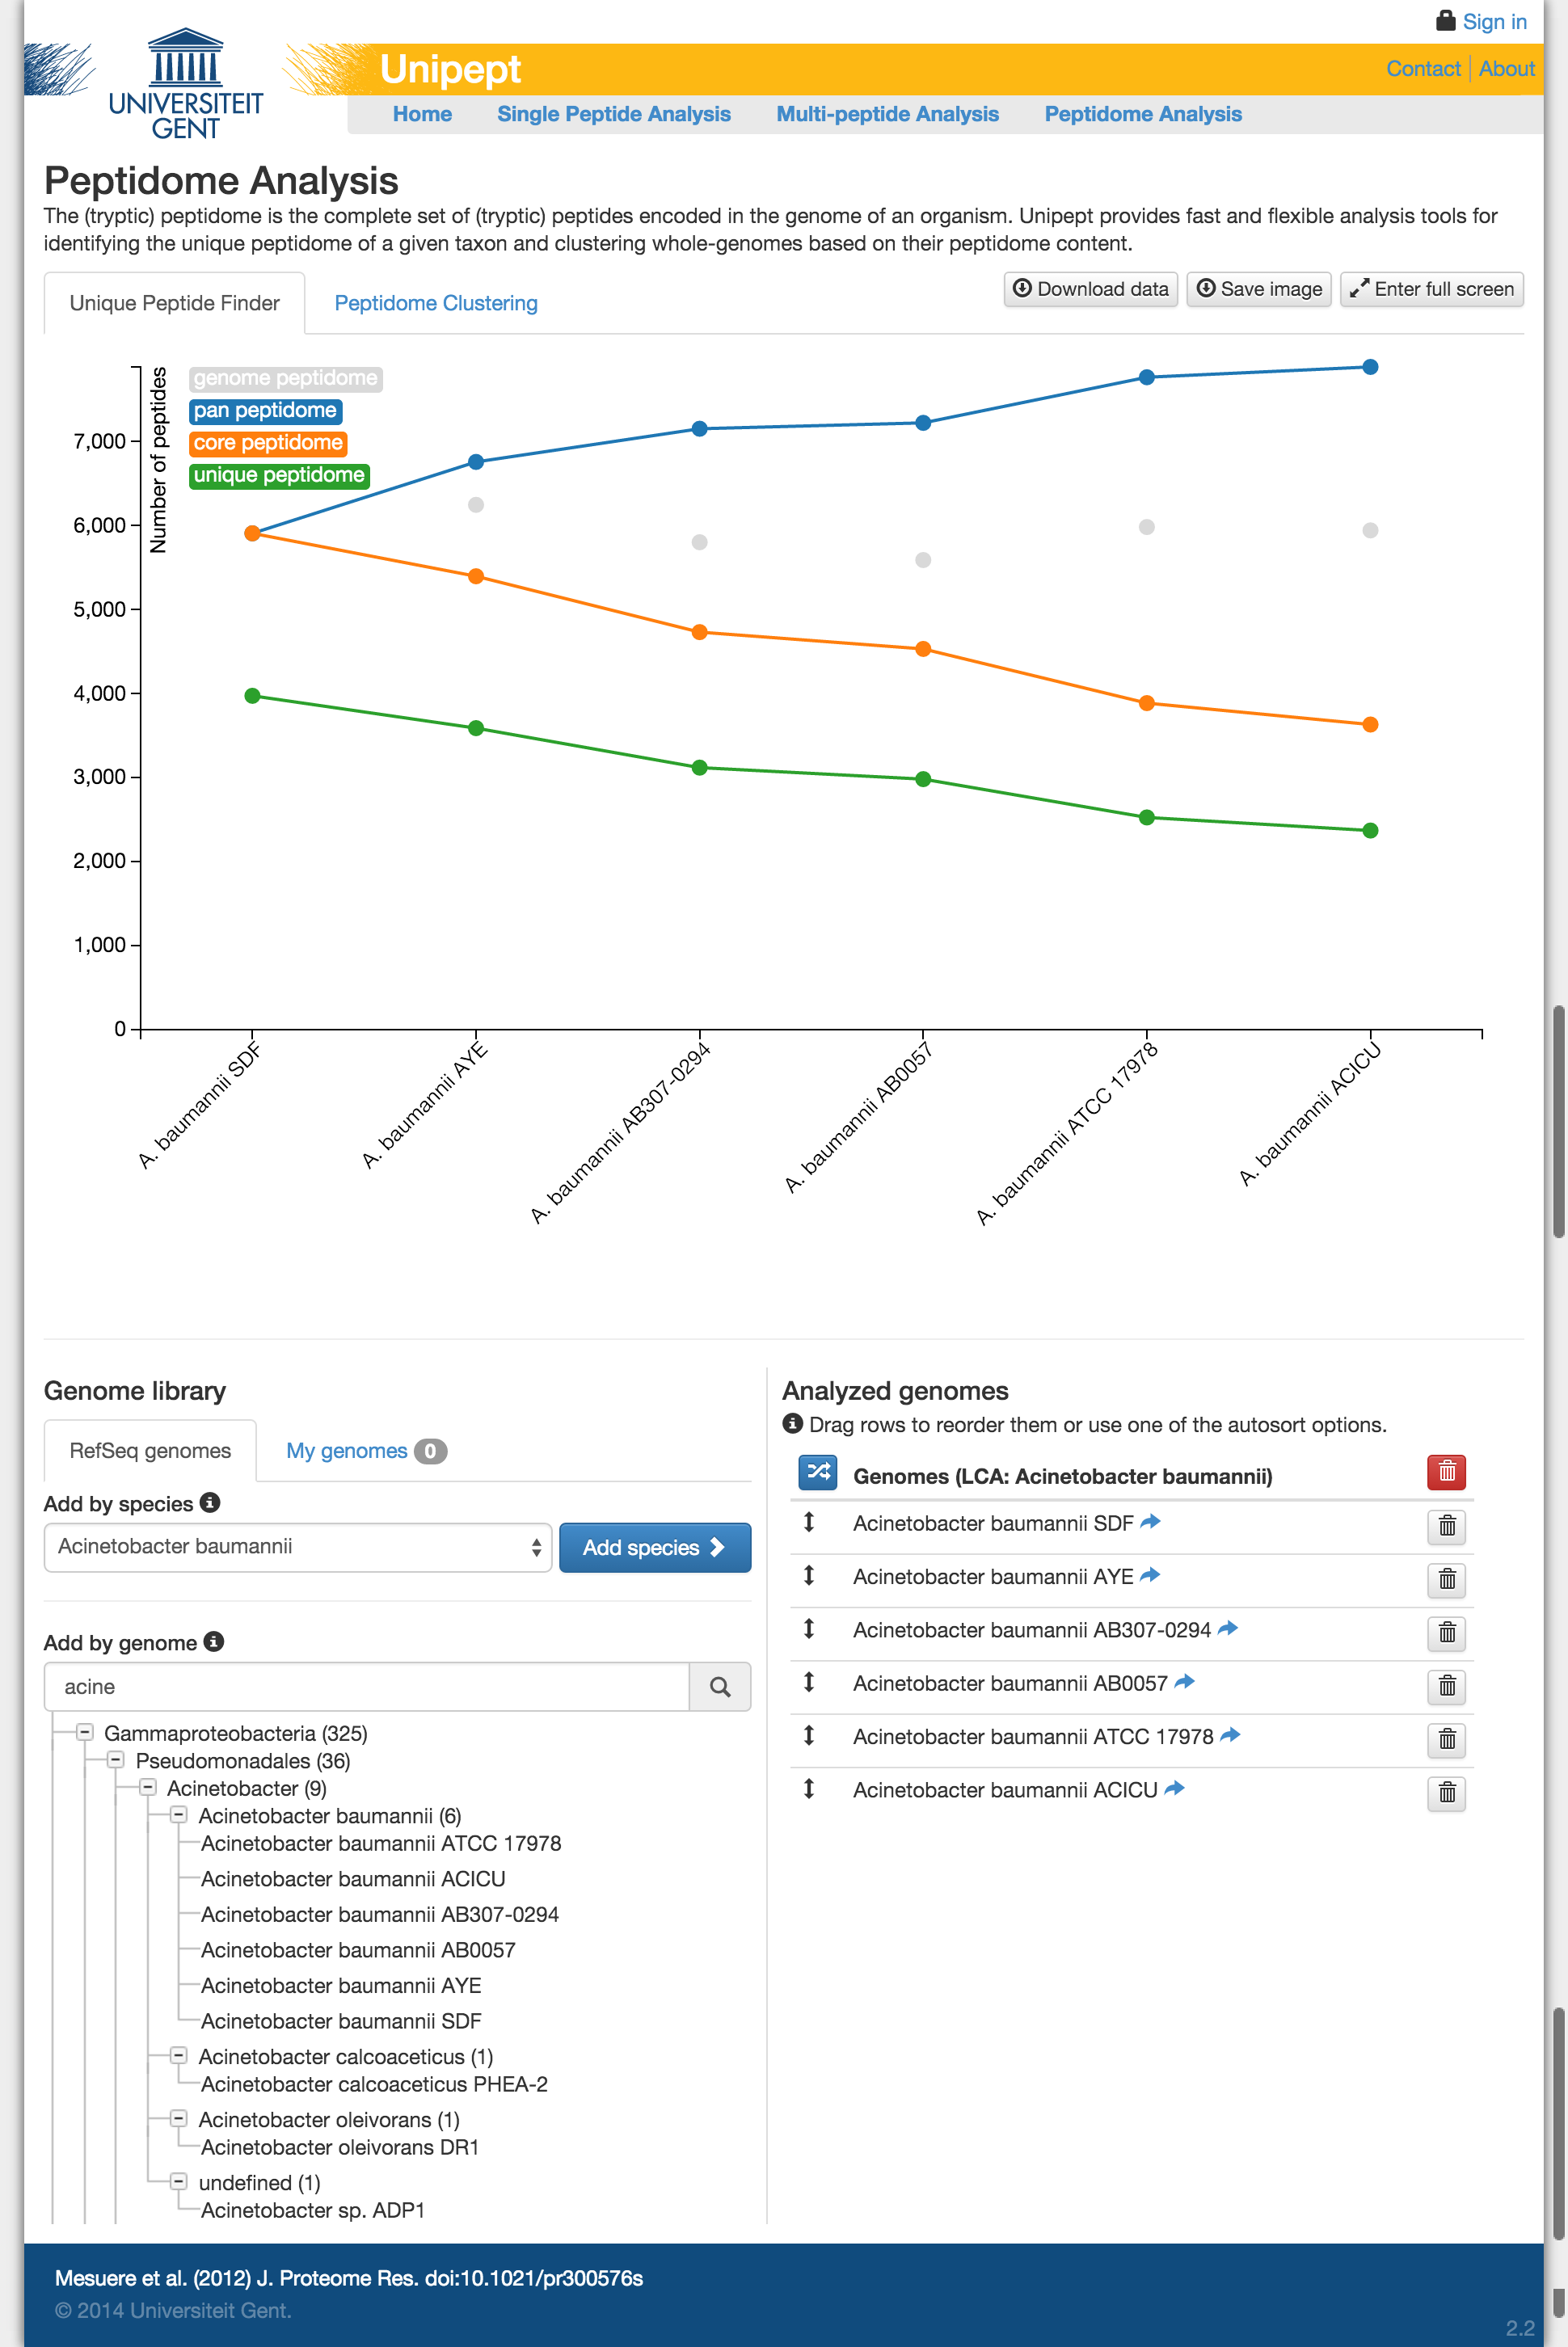 Sign in
UNIVERSITEIT
GENT
Unipept
Contact
About
Home
Single Peptide Analysis
Multi-peptide Analysis
Peptidome Analysis
Peptidome Analysis
The (tryptic) peptidome is the complete set of (tryptic) peptides encoded in the genome of an organism. Unipept provides fast and flexible analysis tools for
identifying the unique peptidome of a given taxon and clustering whole-genomes based on their peptidome content.
Unique Peptide Finder
Peptidome Clustering
Download data
Save image
Enter full screen
Number of peptides
genome peptidome
pan peptidome
core peptidome
unique peptidome
7,000
6,000
5,000
4,000
3,000
2,000
1,000
0
A. baumannii SDF
A. baumannii AYE
A. baumannii AB307-0294
A. baumannii AB0057
A. baumannii ATCC 17978
A. baumannii ACICU
Genome library
RefSeq genomes
My genomes 0
Add by species
Acinetobacter baumannii
Add species
Add by genome
acine
Gammaproteobacteria (325)
Pseudomonadales (36)
Acinetobacter (9)
Acinetobacter baumannii (6)
Acinetobacter baumannii ATCC 17978
Acinetobacter baumannii ACICU
Acinetobacter baumannii AB307-0294
Acinetobacter baumannii AB0057
Acinetobacter baumannii AYE
Acinetobacter baumannii SDF
Acinetobacter calcoaceticus (1)
Acinetobacter calcoaceticus PHEA-2
Acinetobacter oleivorans (1)
Acinetobacter oleivorans DR1
undefined (1)
Acinetobacter sp. ADP1
Analyzed genomes
Drag rows to reorder them or use one of the autosort options.
Genomes (LCA: Acinetobacter baumannii)
Acinetobacter baumannii SDF
Acinetobacter baumannii AYE
Acinetobacter baumannii AB307-0294
Acinetobacter baumannii AB0057
Acinetobacter baumannii ATCC 17978
Acinetobacter baumannii ACICU
Mesuere et al. (2012) J. Proteome Res. doi:10.1021/pr300576s
© 2014 Universiteit Gent.
2.2